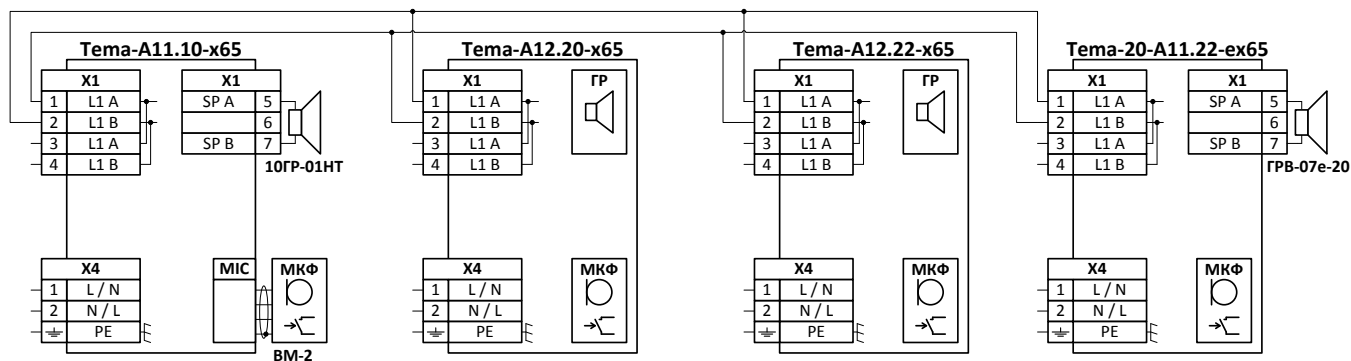 Tema-A11.10-x65
X1
1 L1 A
2 L1 B
3 L1 A
4 L1 B
X1
SP A 5
6
SP B 7
10ГР-01НТ
X4
1 L / N
2 N / L
PE
MIC
МКФ
ВМ-2
Tema-A12.20-x65
X1
1 L1 A
2 L1 B
3 L1 A
4 L1 B
ГР
X4
1 L / N
2 N / L
PE
МКФ
Tema-A12.22-x65
X1
1 L1 A
2 L1 B
3 L1 A
4 L1 B
ГР
X4
1 L / N
2 N / L
PE
МКФ
Tema-20-A11.22-ex65
X1
1 L1 A
2 L1 B
3 L1 A
4 L1 B
X1
SP A 5
6
SP B 7
ГРВ-07е-20
X4
1 L / N
2 N / L
PE
МКФ